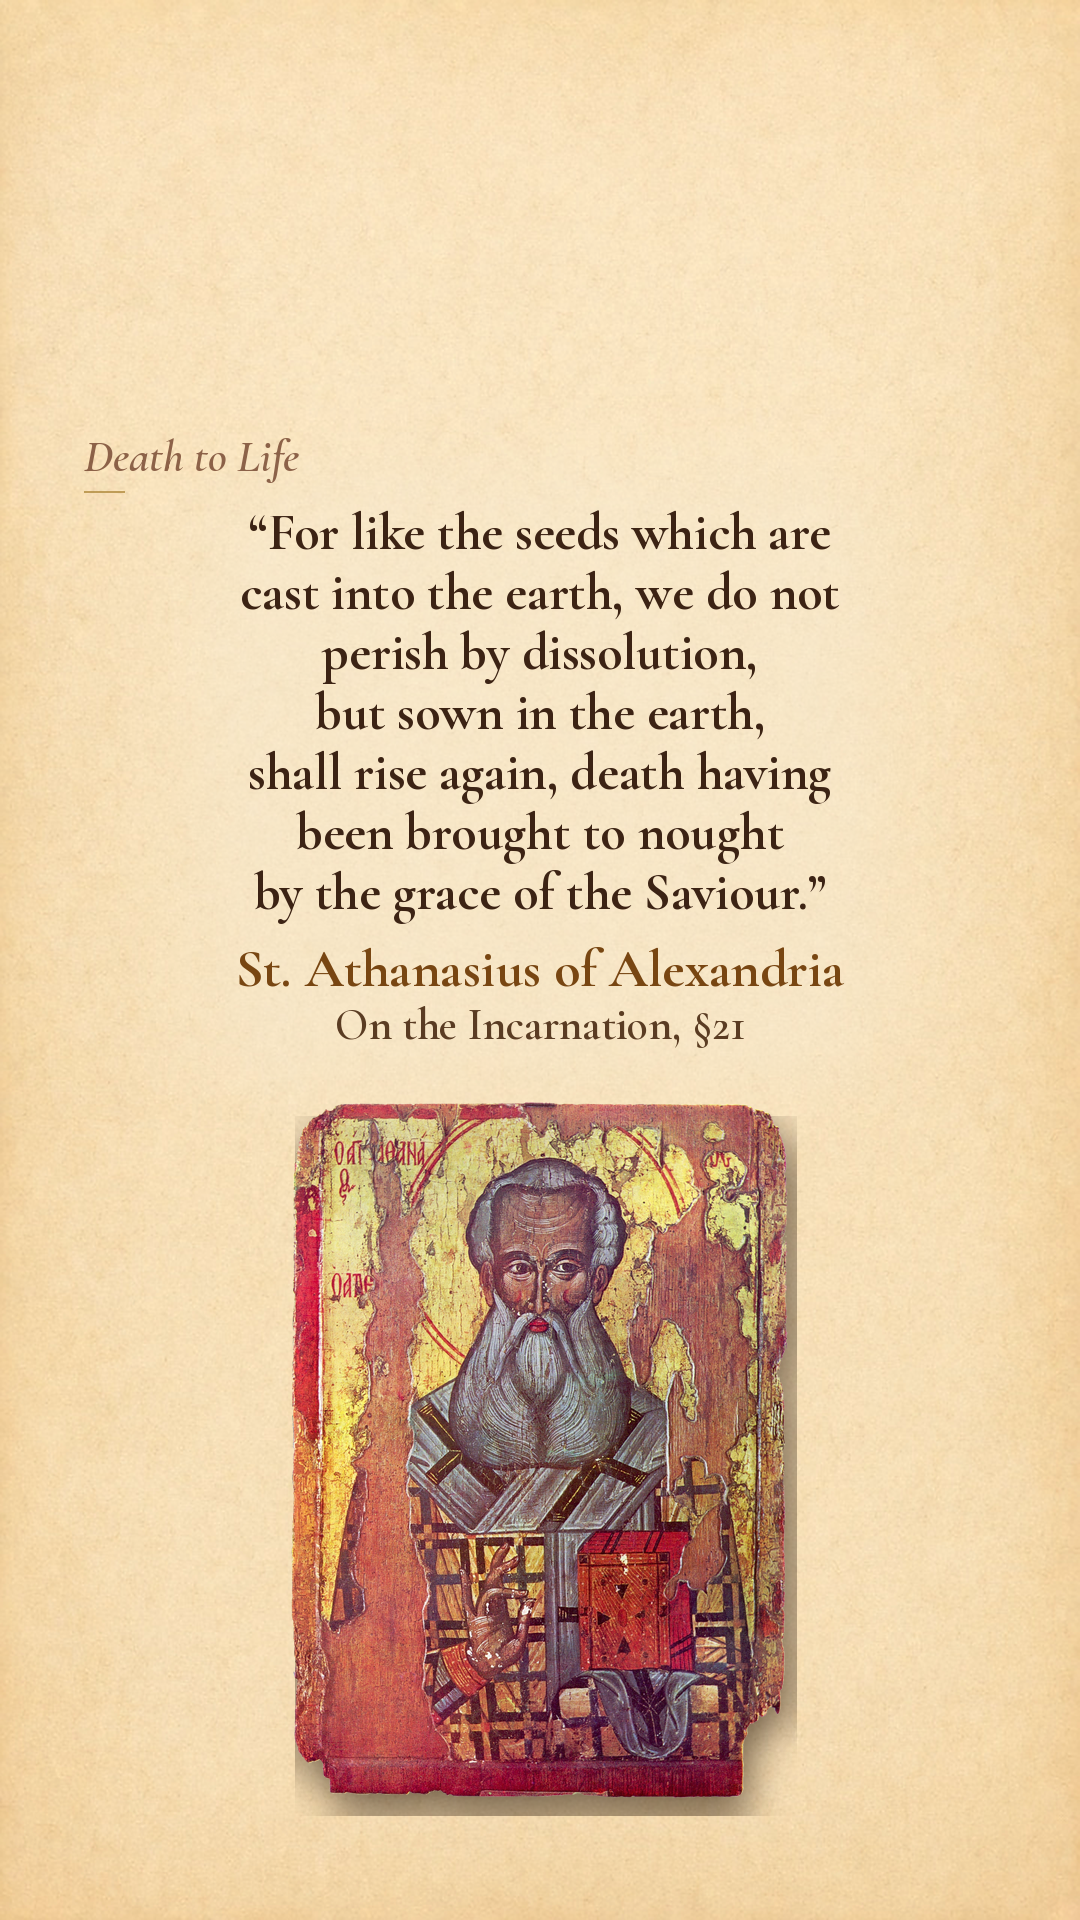 Death to Life
“For like the seeds which are
cast into the earth, we do not
perish by dissolution,
but sown in the earth,
shall rise again, death having
been brought to nought
by the grace of the Saviour.”
St. Athanasius of Alexandria
On the Incarnation, §21
Ο ΑΓ ΑΘΑΝΑ